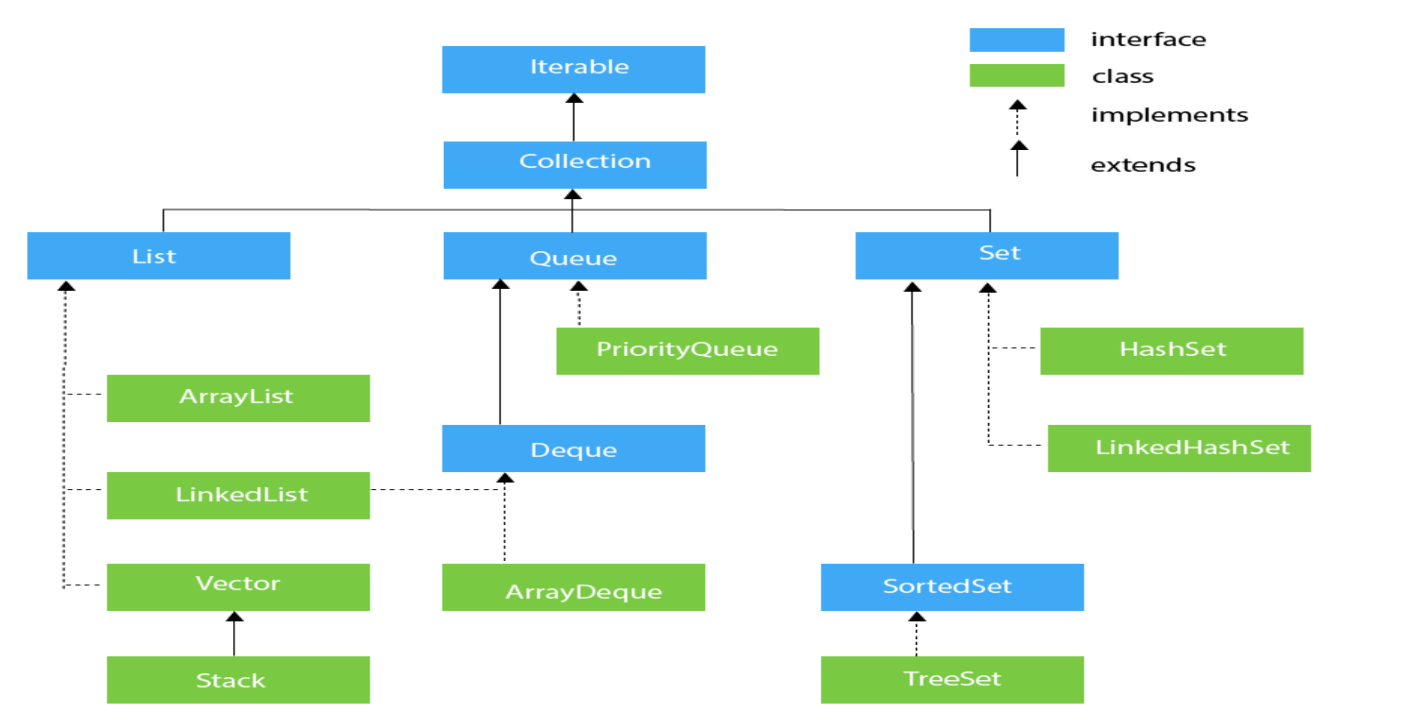 interface
Iterable
class
implements
Collection
extends
List
Queue
Set
PriorityQueue
HashSet
ArrayList
Deque
LinkedHashSet
LinkedList
Vector
ArrayDeque
SortedSet
Stack
TreeSet